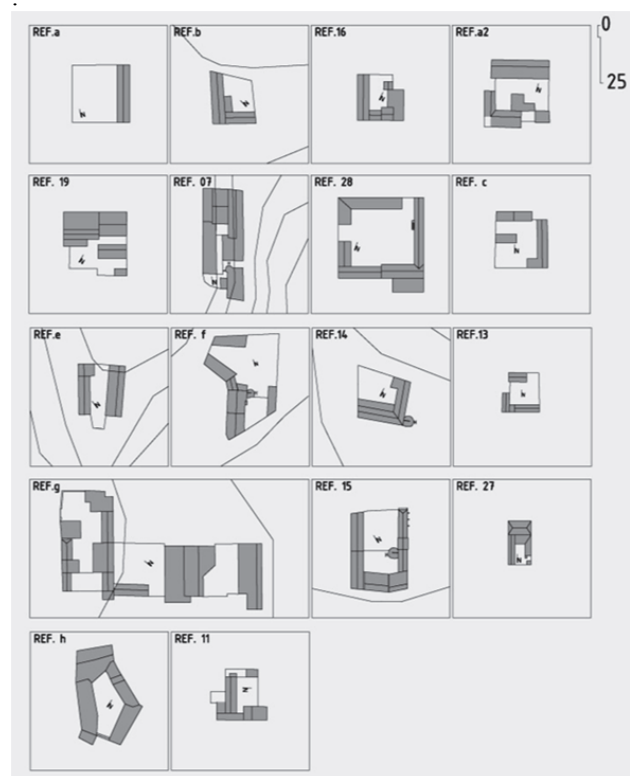 REF.a REF.b REF.16 REF.a2 0
25
REF. 19 REF. 07 REF. 28 REF. c
REF.e REF. f REF.14 REF.13
REF.g REF. 15 REF. 27
REF. h REF. 11